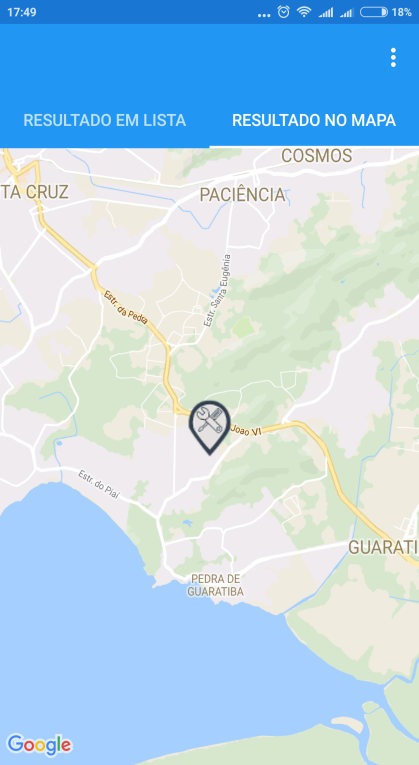 17:49
18%
RESULTADO EM LISTA
RESULTADO NO MAPA
COSMOS
TA CRUZ
PACIÊNCIA
Estr. Santa Eugênia
Estr. da Pedra
Joao VI
Estr. do Piaí
GUARATI
PEDRA DE
GUARATIBA
Google